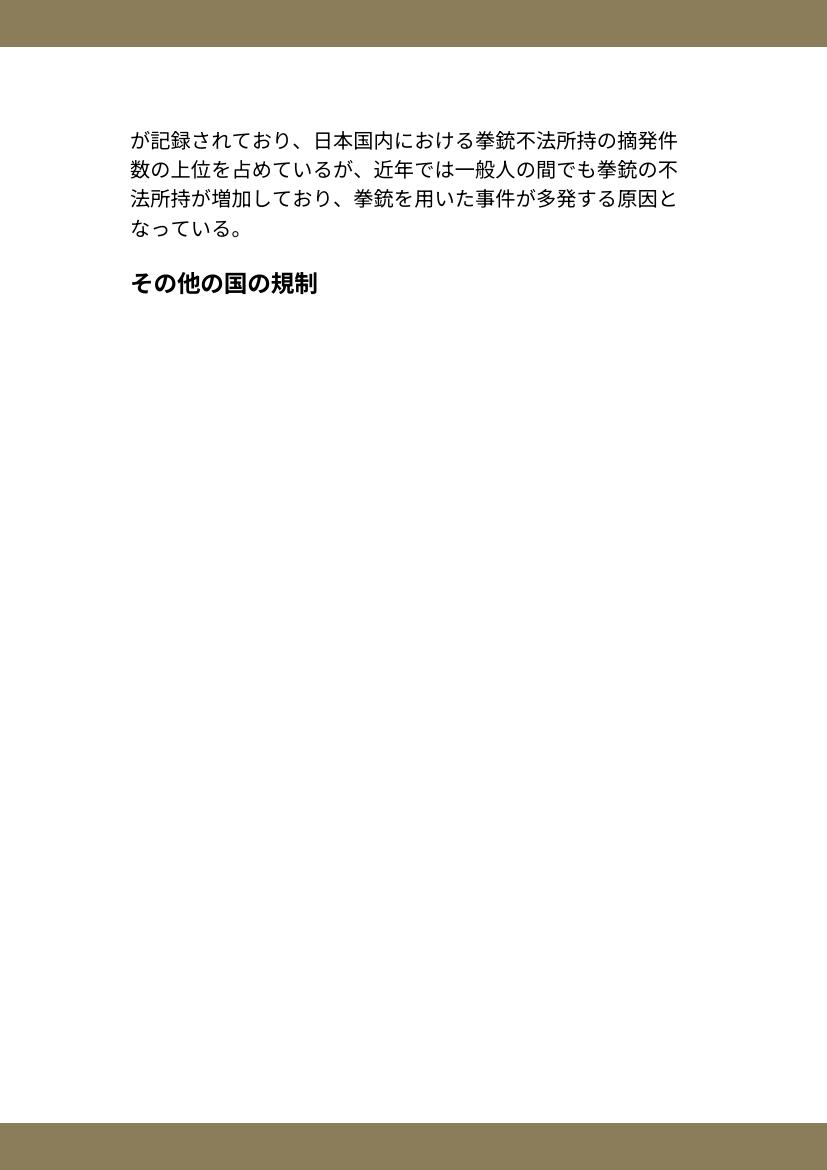 が記録されており、日本国内における拳銃不法所持の摘発件
数の上位を占めているが、近年では一般人の間でも拳銃の不
法所持が増加しており、拳銃を用いた事件が多発する原因と
なっている。
その他の国の規制